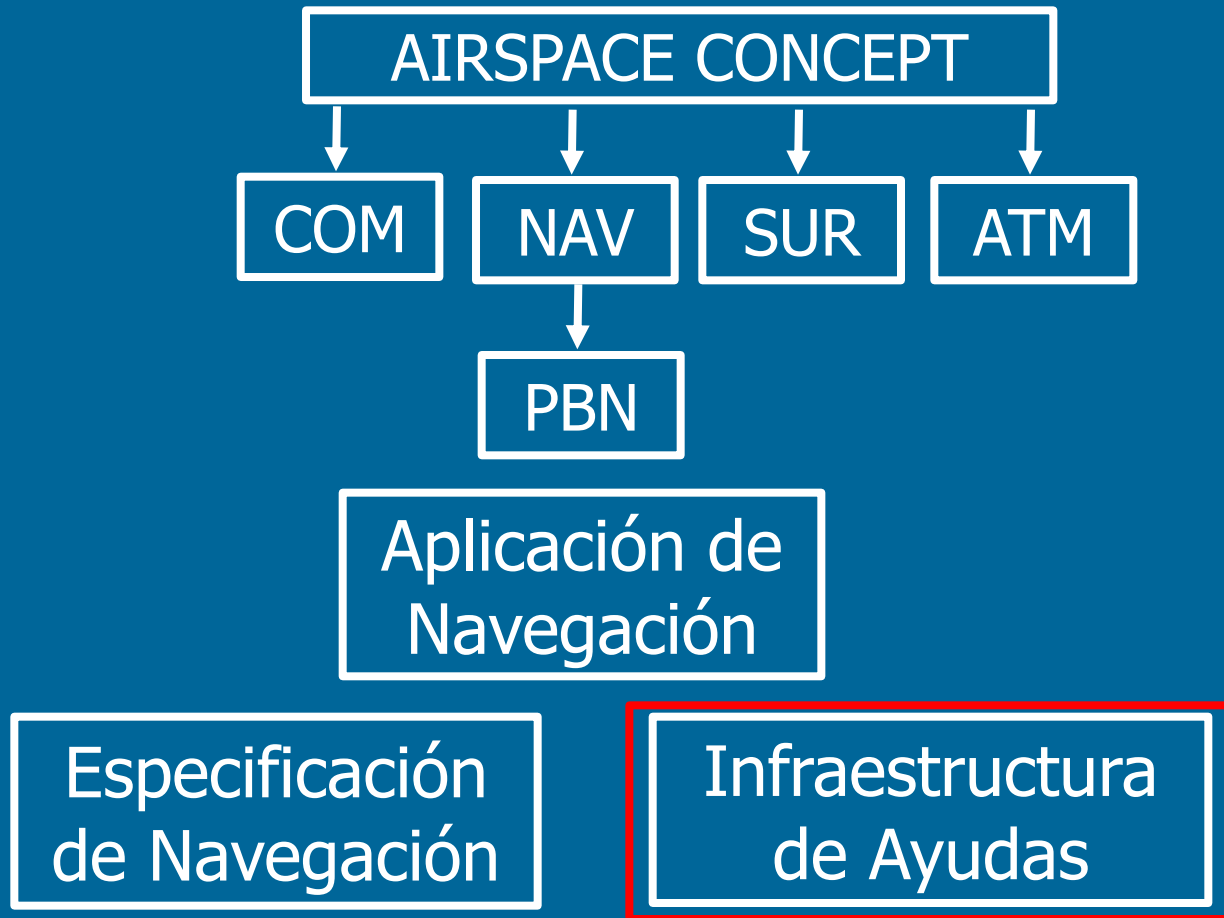 AIRSPACE CONCEPT
COM NAV SUR ATM
PBN
Aplicación de
Navegación
Especificación
de Navegación
Infraestructura
de Ayudas